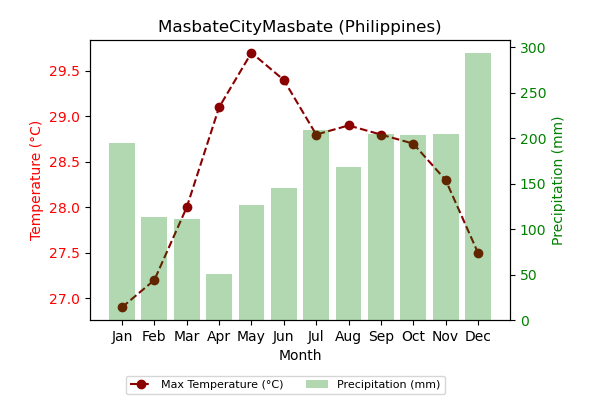 MasbateCityMasbate (Philippines)
29.5
29.0
28.5
28.0
27.5
27.0
Temperature (°C)
300
250
200
150
100
50
0
Precipitation (mm)
Jan Feb Mar Apr May Jun Jul Aug Sep Oct Nov Dec
Month
Max Temperature (°C) Precipitation (mm)